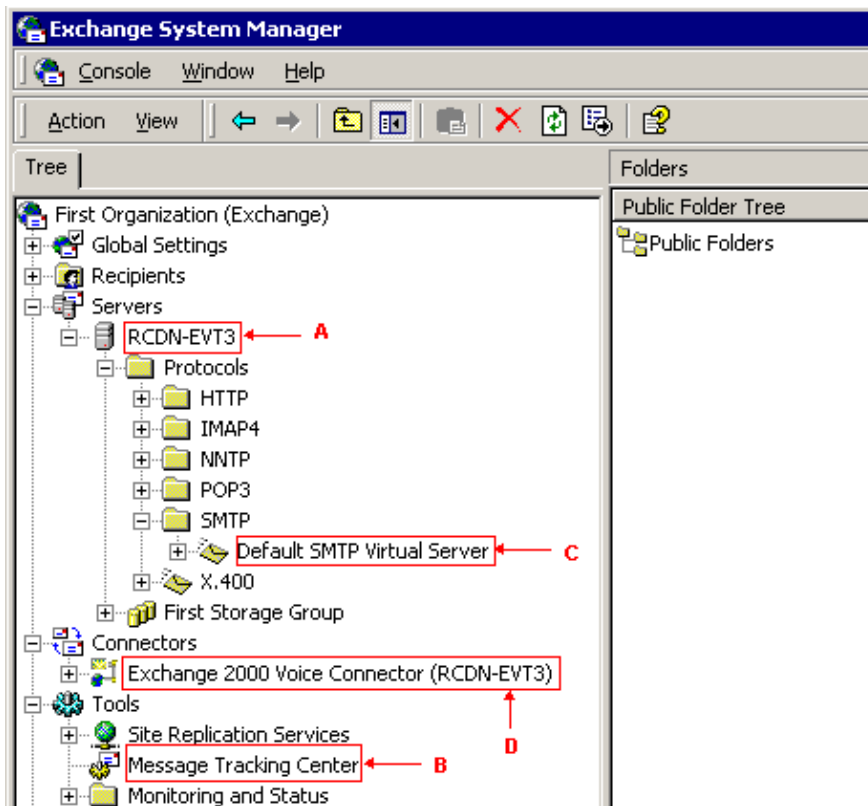 Exchange System Manager
Console Window Help
Action View
Tree
Folders
First Organization (Exchange)
Public Folder Tree
Global Settings
Public Folders
Recipients
Servers
RCDN-EVT3
A
Protocols
HTTP
IMAP4
NNTP
POP3
SMTP
Default SMTP Virtual Server
C
X.400
First Storage Group
Connectors
Exchange 2000 Voice Connector (RCDN-EVT3)
Tools
Site Replication Services
D
Message Tracking Center
B
Monitoring and Status